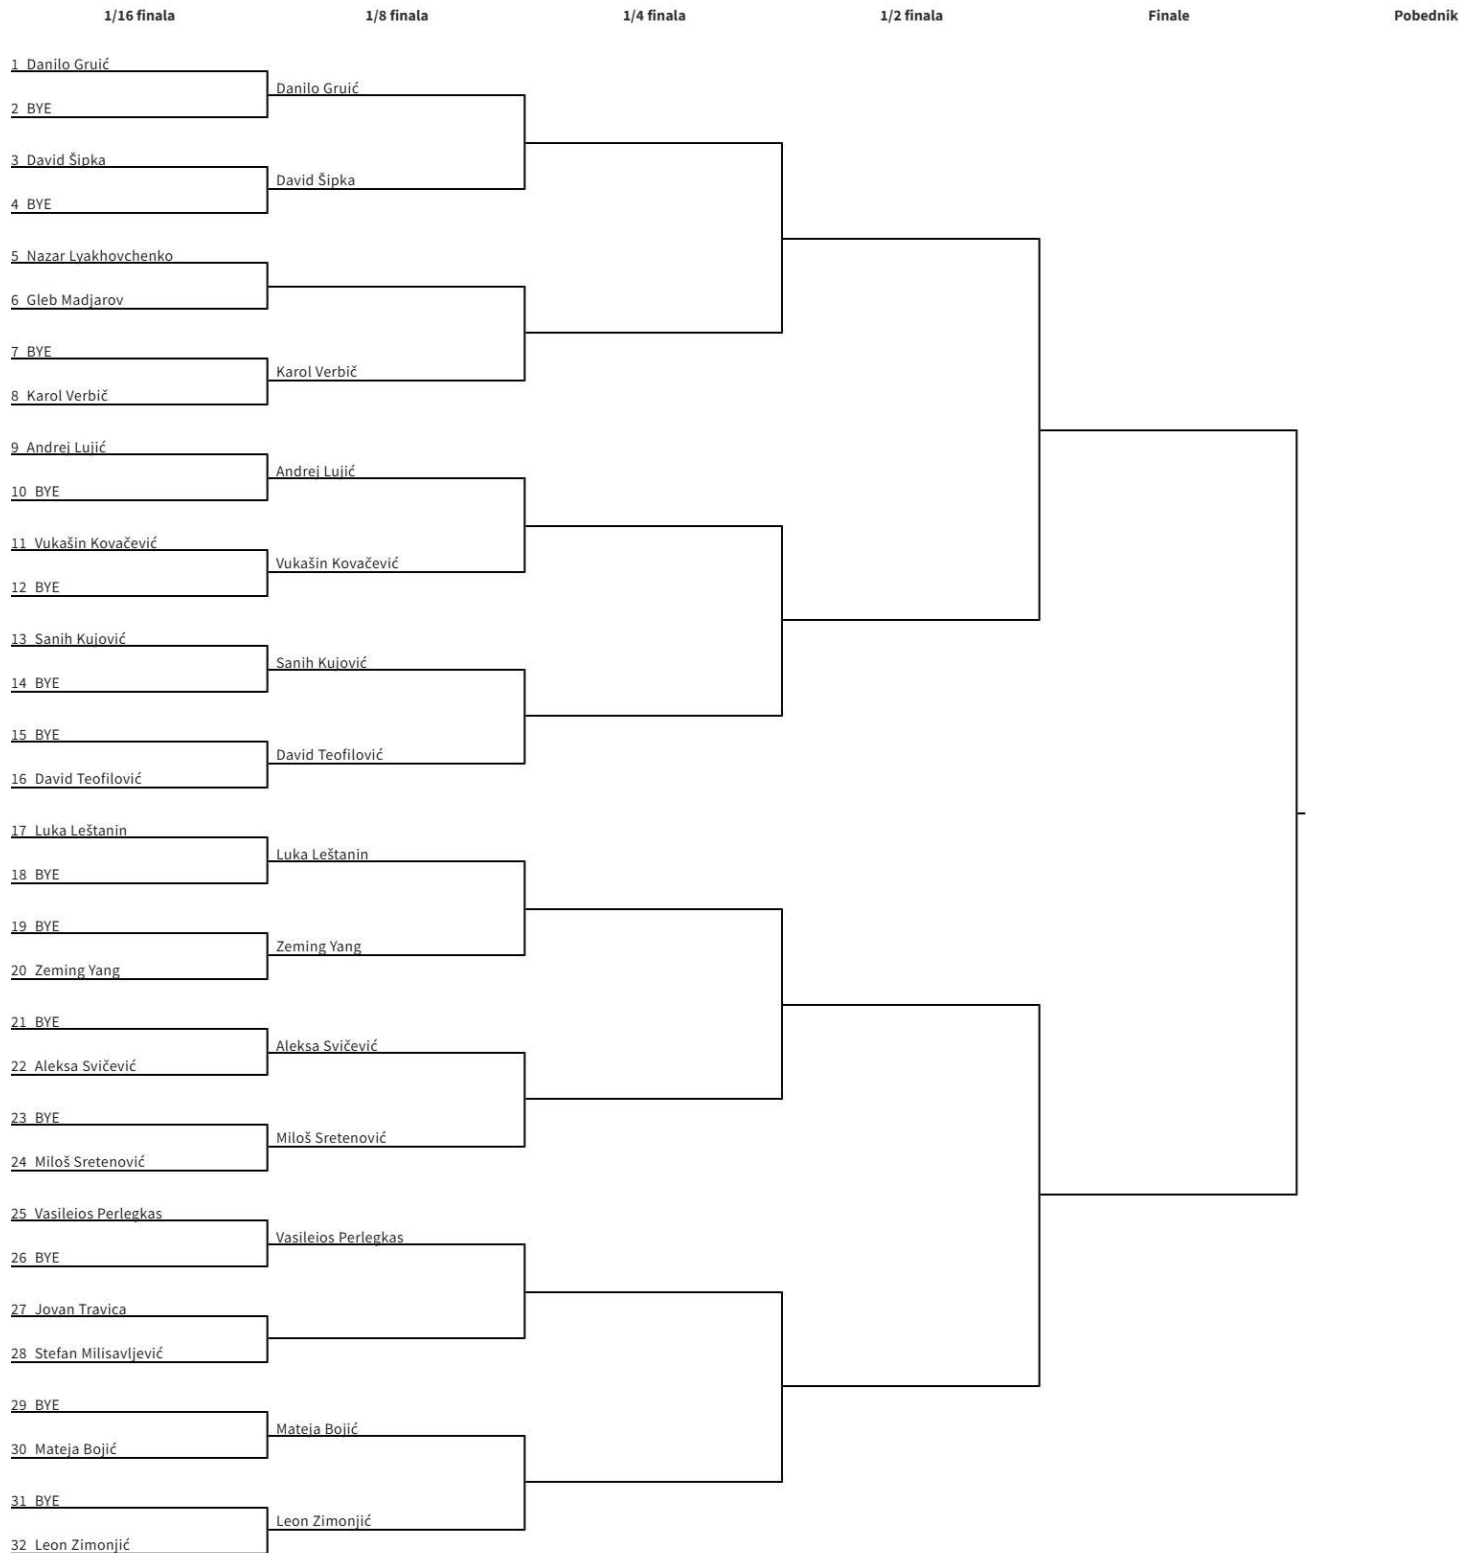 1/16 finala 1/8 finala 1/4 finala 1/2 finala Finale Pobednik
1 Danilo Gruić
Danilo Gruić
2 BYE
3 David Šipka
David Šipka
4 BYE
5 Nazar Lyakhovchenko
6 Gleb Madjarov
7 BYE
Karol Verbič
8 Karol Verbič
9 Andrej Lujić
Andrej Lujić
10 BYE
11 Vukašin Kovačević
Vukašin Kovačević
12 BYE
13 Sanih Kujović
Sanih Kujović
14 BYE
15 BYE
David Teofilović
16 David Teofilović
17 Luka Leštanin
Luka Leštanin
18 BYE
19 BYE
Zeming Yang
20 Zeming Yang
21 BYE
Aleksa Svičević
22 Aleksa Svičević
23 BYE
Miloš Sretenović
24 Miloš Sretenović
25 Vasileios Perlegkas
Vasileios Perlegkas
26 BYE
27 Jovan Travica
28 Stefan Milisavljević
29 BYE
Mateja Bojić
30 Mateja Bojić
31 BYE
Leon Zimonjić
32 Leon Zimonjić